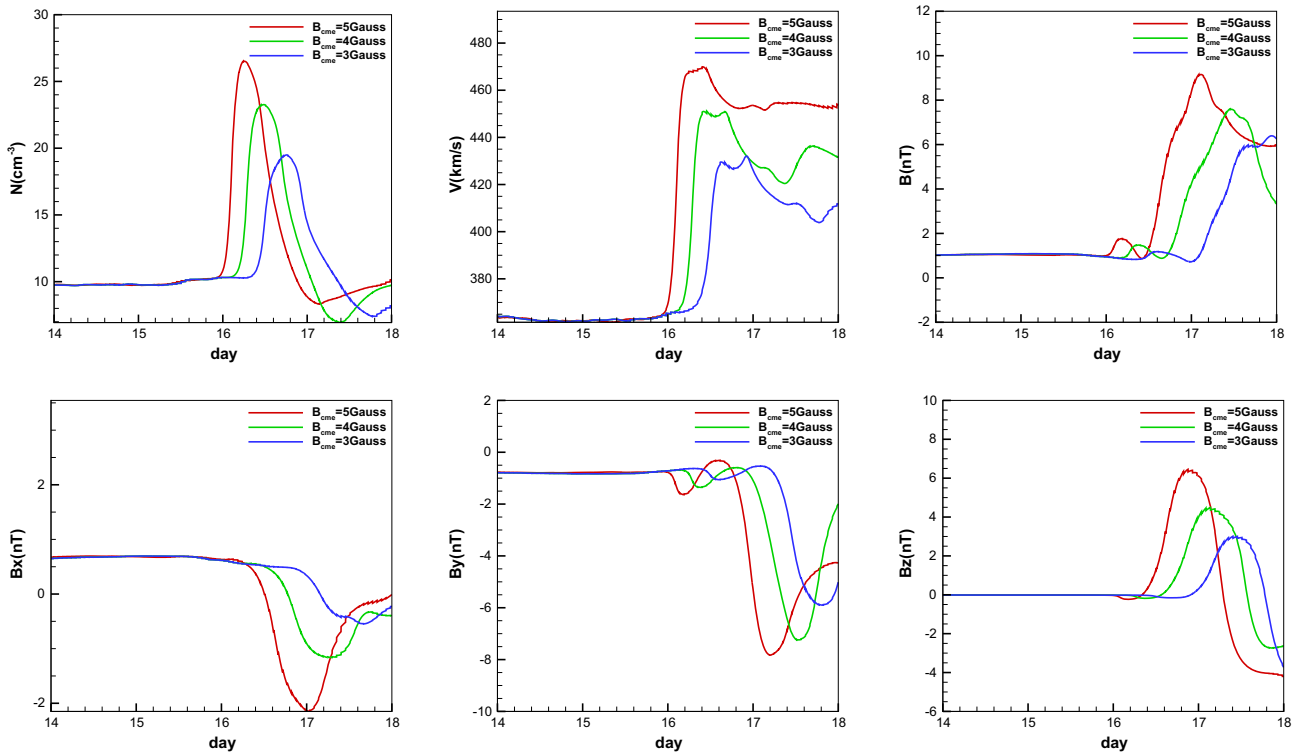 30
25
20
15
10
N(cm-3)
14 15 16 17 18
day
Bcme=5Gauss
Bcme=4Gauss
Bcme=3Gauss
480
460
440
420
400
380
V(km/s)
14 15 16 17 18
day
Bcme=5Gauss
Bcme=4Gauss
Bcme=3Gauss
12
10
8
6
4
2
0
-2
B(nT)
14 15 16 17 18
day
Bcme=5Gauss
Bcme=4Gauss
Bcme=3Gauss
2
0
-2
Bx(nT)
14 15 16 17 18
day
Bcme=5Gauss
Bcme=4Gauss
Bcme=3Gauss
2
0
-2
-4
-6
-8
-10
By(nT)
14 15 16 17 18
day
Bcme=5Gauss
Bcme=4Gauss
Bcme=3Gauss
10
8
6
4
2
0
-2
-4
-6
Bz(nT)
14 15 16 17 18
day
Bcme=5Gauss
Bcme=4Gauss
Bcme=3Gauss